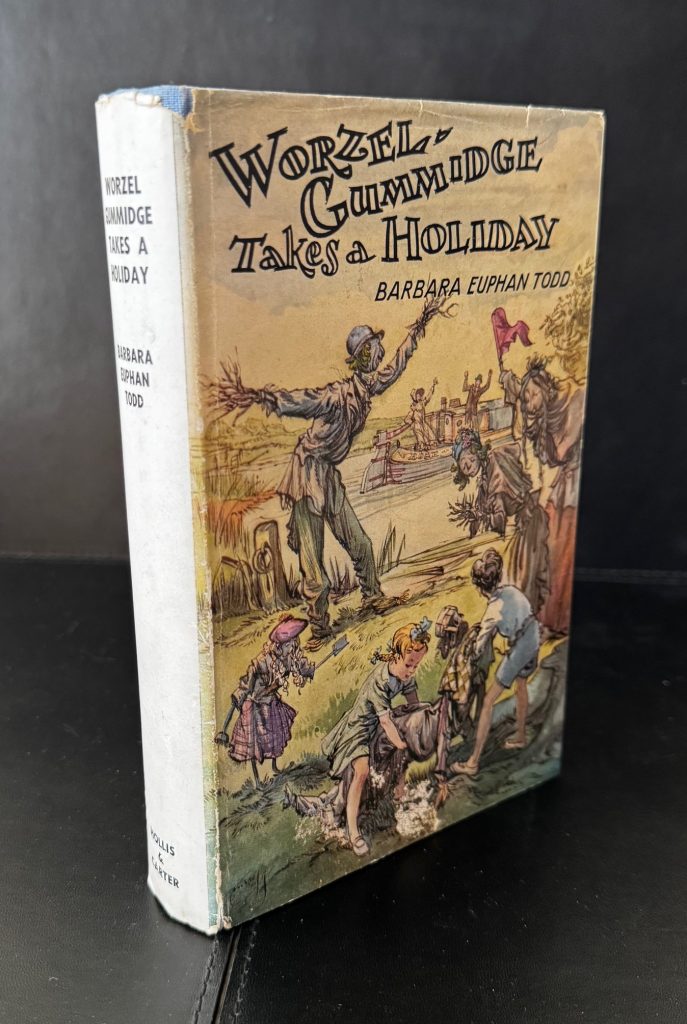 WORZEL
GUMMIDGE
TAKES A
HOLIDAY
BARBARA
EUPHAN
TODD
HOLLIS
&
CARTER
WORZEL-
GUMMIDGE
TAKES a HOLIDAY
BARBARA EUPHAN TODD